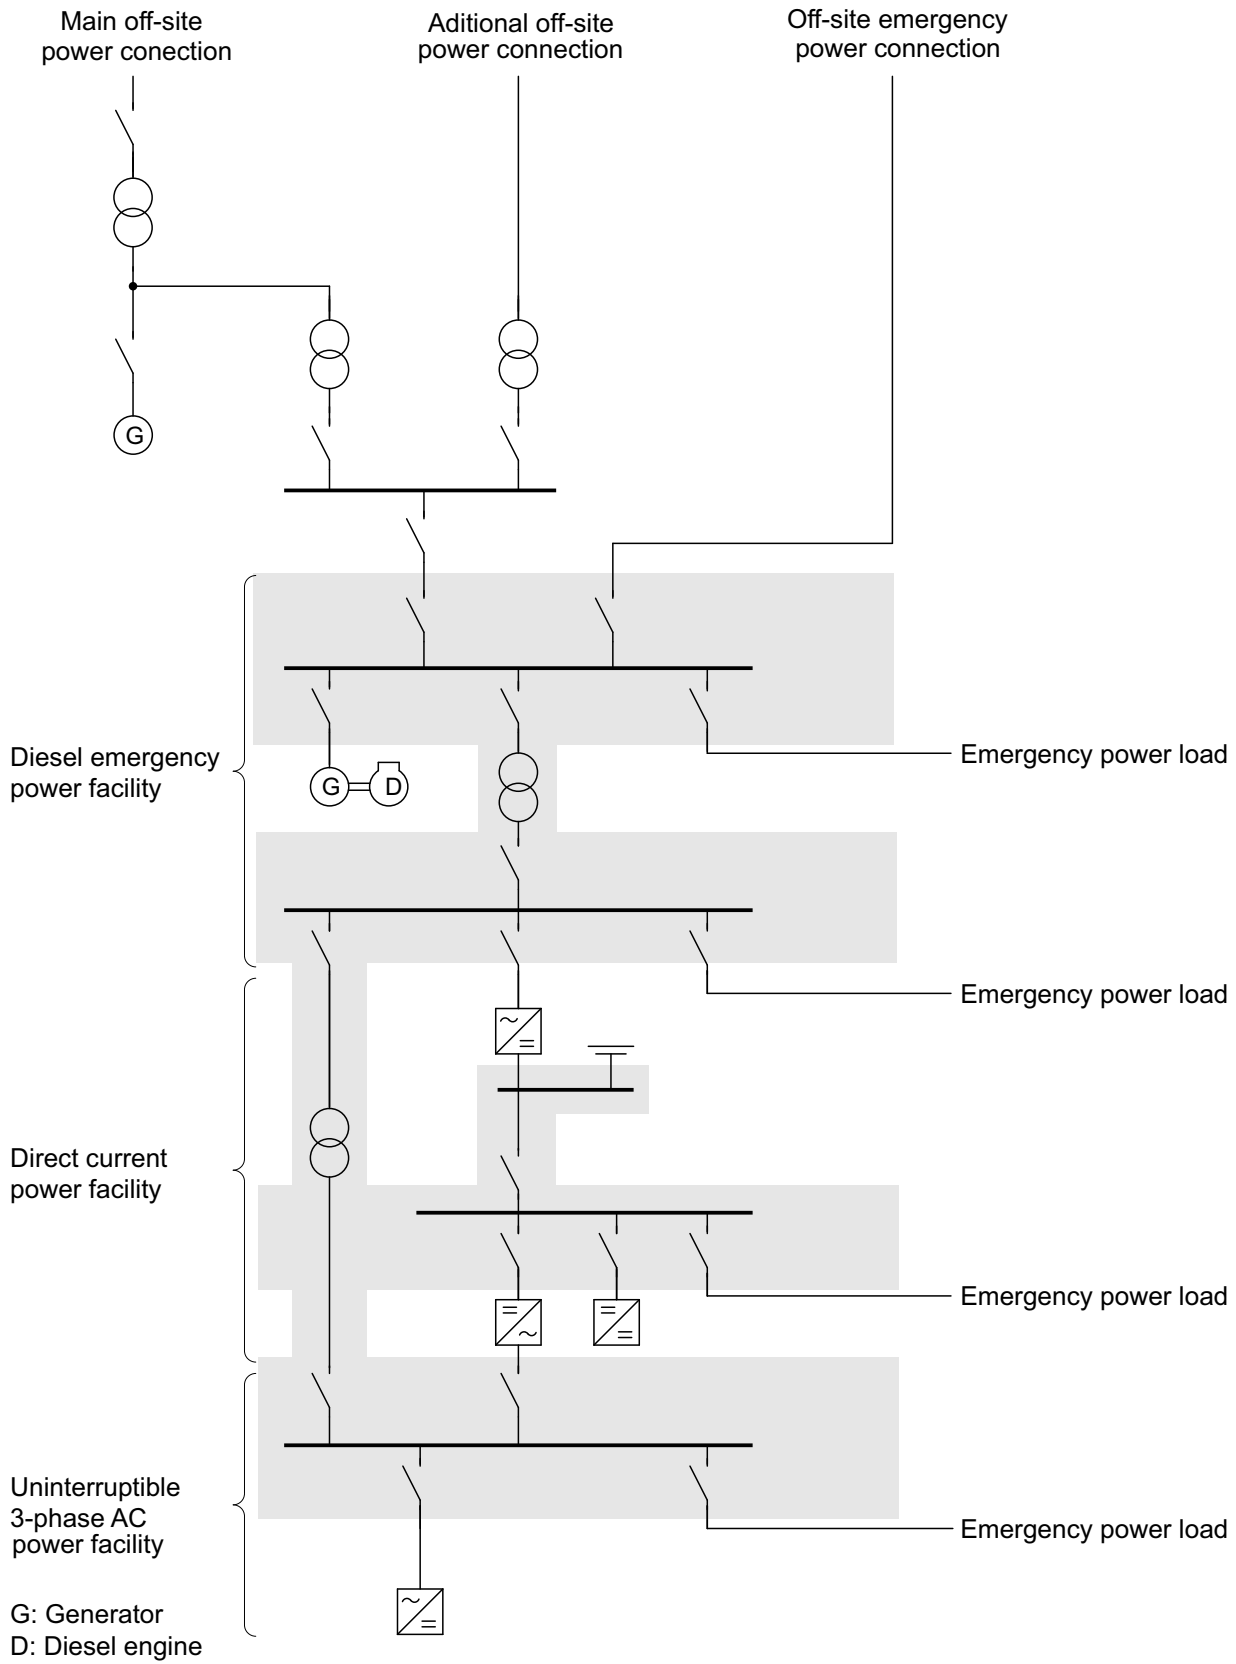 Main off-site
power conection
Aditional off-site
power connection
Off-site emergency
power connection
G
Diesel emergency
power facility
G
D
Emergency power load
Emergency power load
Direct current
power facility
Emergency power load
Uninterruptible
3-phase AC
power facility
Emergency power load
G: Generator
D: Diesel engine